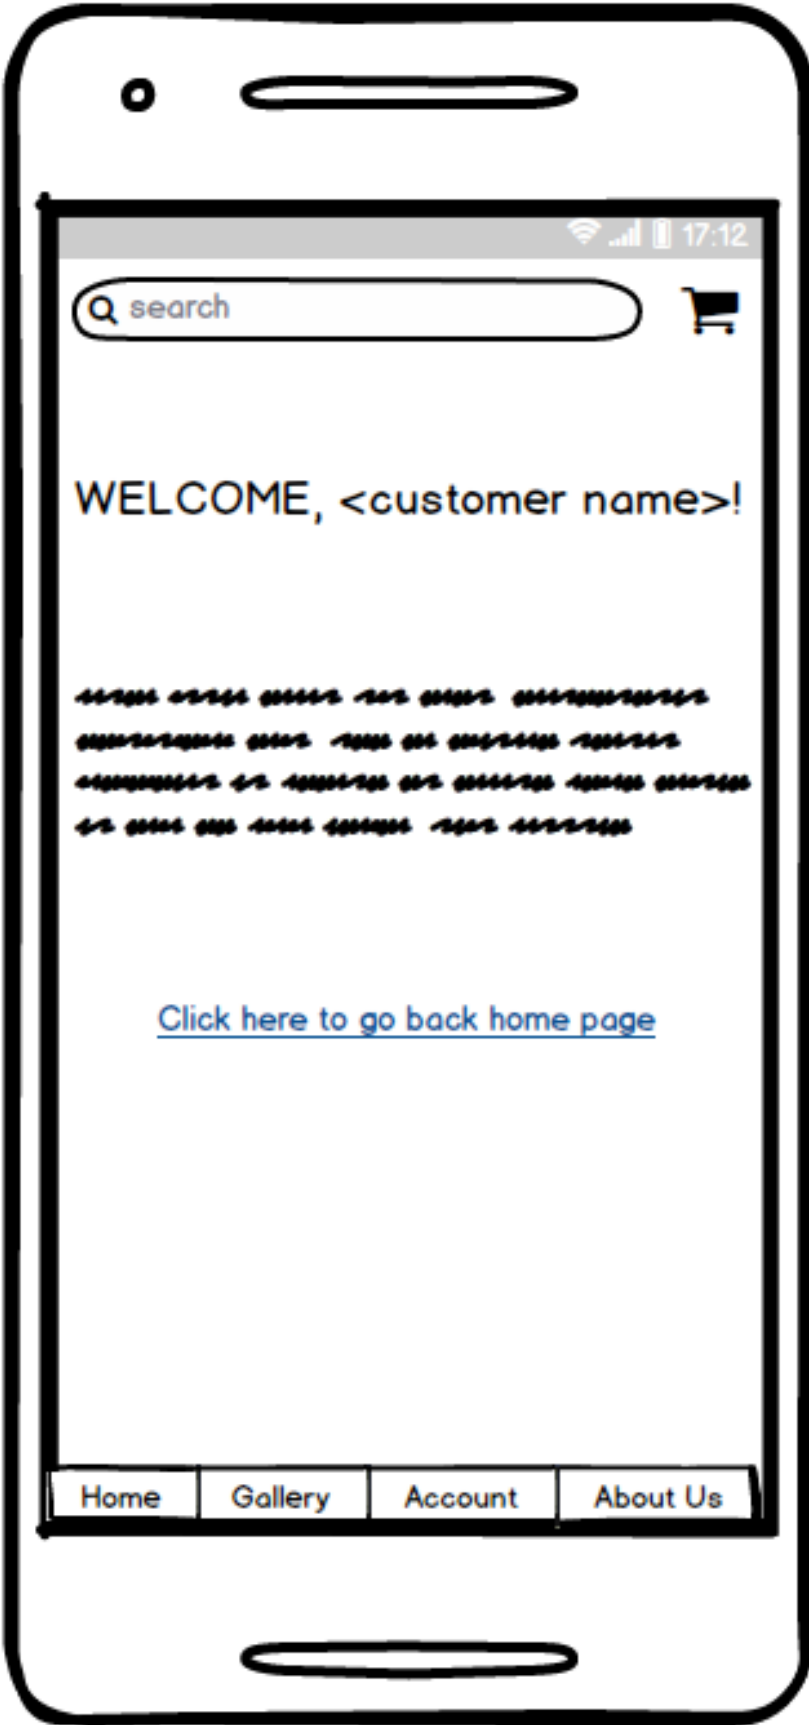 17:12
search
WELCOME, <customer name>!
Click here to go back home page
Home Gallery Account About Us